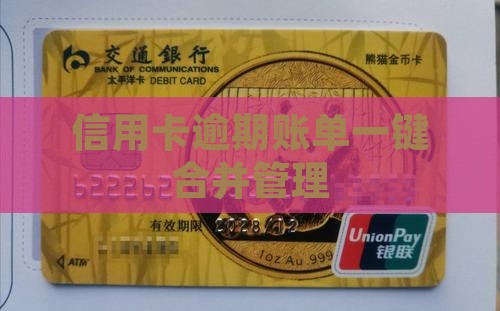 交通銀行
BANK OF COMMUNICATIONS
太平洋卡 DEBIT CARD
熊猫金币卡
信用卡逾期账单一键
合并管理
622262
有效期限 2028/12
1oz Au .999
ATM
UnionPay
银联